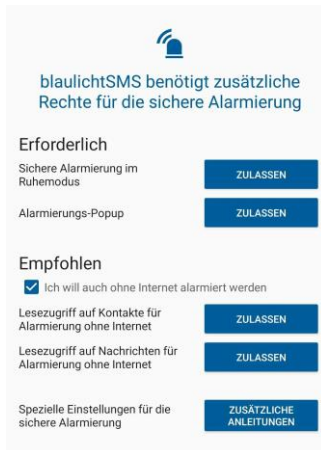 blaulichtSMS benötigt zusätzliche
Rechte für die sichere Alarmierung
Erforderlich
Sichere Alarmierung im
Ruhemodus
ZULASSEN
Alarmierungs-Popup
ZULASSEN
Empfohlen
Ich will auch ohne Internet alarmiert werden
Lesezugriff auf Kontakte für
Alarmierung ohne Internet
ZULASSEN
Lesezugriff auf Nachrichten für
Alarmierung ohne Internet
ZULASSEN
Spezielle Einstellungen für die
sichere Alarmierung
ZUSÄTZLICHE
ANLEITUNGEN